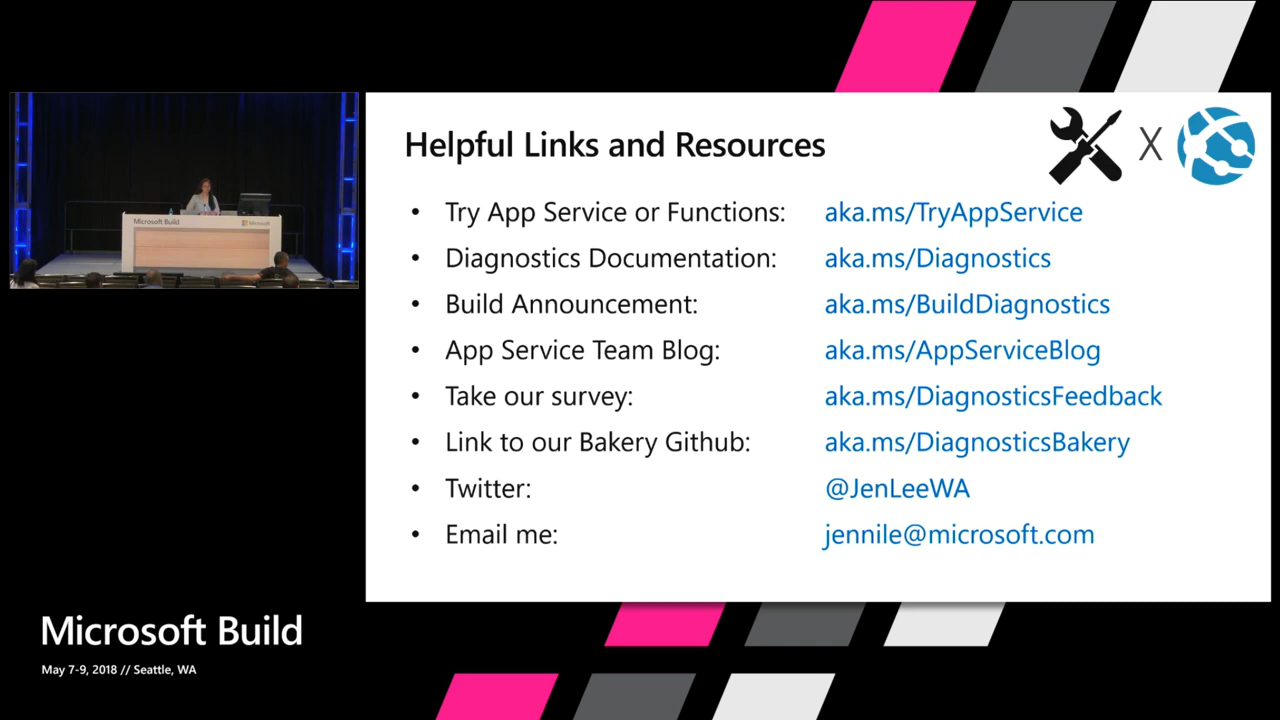 Helpful Links and Resources
X
• Try App Service or Functions: aka.ms/TryAppService
• Diagnostics Documentation: aka.ms/Diagnostics
• Build Announcement: aka.ms/BuildDiagnostics
• App Service Team Blog: aka.ms/AppServiceBlog
• Take our survey: aka.ms/DiagnosticsFeedback
• Link to our Bakery Github: aka.ms/DiagnosticsBakery
• Twitter: @JenLeeWA
• Email me: jennile@microsoft.com
Microsoft Build
Microsoft
Microsoft Build
May 7-9, 2018 // Seattle, WA